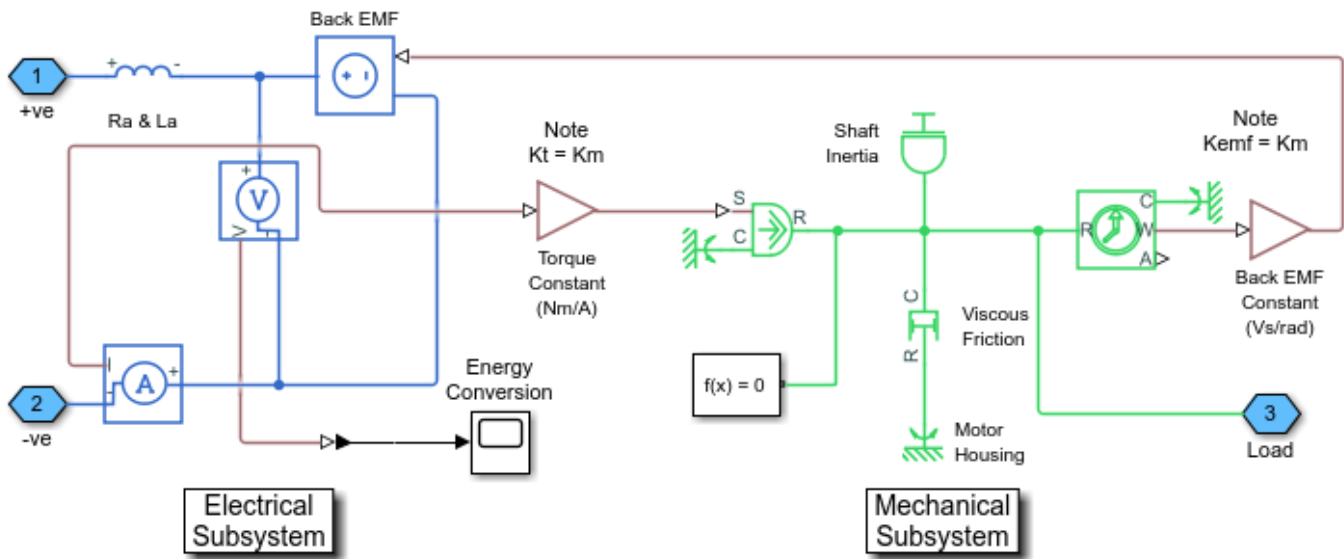 Back EMF
1
+ve
+ -
Ra & La
+ -
V
+
V
-
I
A
+
-
2
-ve
Energy
Conversion
Note
Kt = Km
Torque
Constant
(Nm/A)
S
C
R
f(x) = 0
Shaft
Inertia
C
R
Viscous
Friction
Motor
Housing
R
C
W
A
Note
Kemf = Km
Back EMF
Constant
(Vs/rad)
3
Load
Electrical
Subsystem
Mechanical
Subsystem